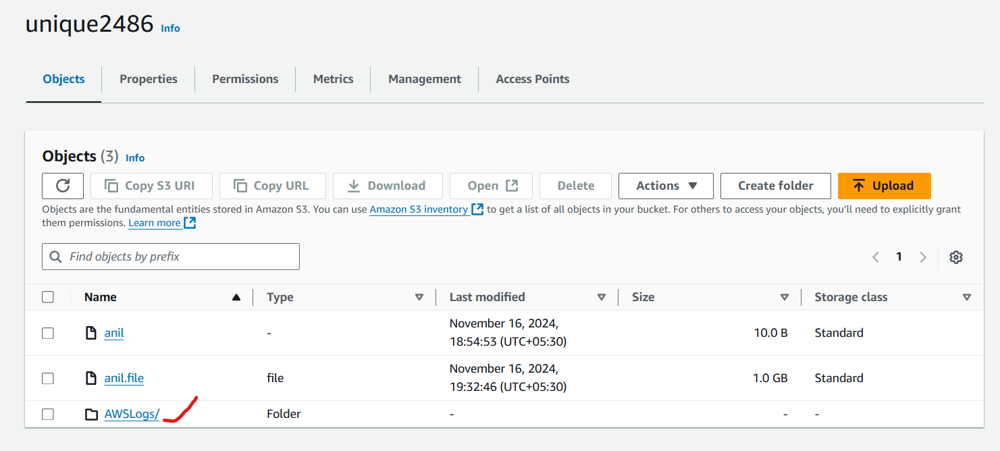 unique2486 Info
Objects Properties Permissions Metrics Management Access Points
Objects (3) Info
Copy S3 URI Copy URL Download Open Delete Actions Create folder Upload
Objects are the fundamental entities stored in Amazon S3. You can use Amazon S3 inventory to get a list of all objects in your bucket. For others to access your objects, you’ll need to explicitly grant
them permissions. Learn more
Find objects by prefix 1
Name Type Last modified Size Storage class
anil - November 16, 2024, 18:54:53 (UTC+05:30) 10.0 B Standard
anil.file file November 16, 2024, 19:32:46 (UTC+05:30) 1.0 GB Standard
AWSLogs/ Folder - - -